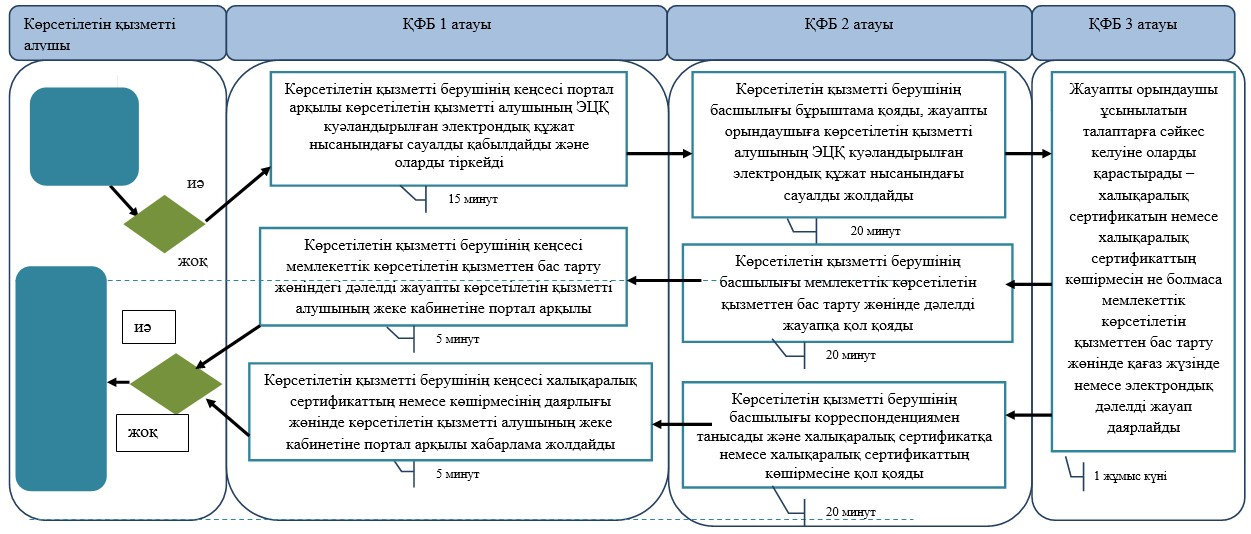 Көрсетілетін қызметті
алушы
ҚФБ 1 атауы
ҚФБ 2 атауы
ҚФБ 3 атауы
Көрсетілетін қызметті берушінің кеңсесі портал
арқылы көрсетілетін қызметті алушының ЭЦҚ
куәландырылған электрондық құжат
нысанындағы сауалды қабылдайды және
оларды тіркейді
15 минут
Көрсетілетін қызметті берушінің
басшылығы бұрыштама қояды, жауапты
орындаушыға көрсетілетін қызметті
алушының ЭЦҚ куәландырылған
электрондық құжат нысанындағы
сауалды жолдайды
20 минут
Жауапты орындаушы
ұсынылатын
талаптарға сәйкес
келуіне оларды
қарастырады –
халықаралық
сертификатын немесе
халықаралық
сертификаттың
көшірмесін не болмаса
мемлекеттік
көрсетілетін
қызметтен бас тарту
жөнінде қағаз жүзінде
немесе электрондық
дәлелді жауап
даярлайды
1 жұмыс күні
иә
жоқ
Көрсетілетін қызметті берушінің кеңсесі
мемлекеттік көрсетілетін қызметтен бас тарту
жөніндегі дәлелді жауапты көрсетілетін қызметті
алушының жеке кабинетіне портал арқылы
5 минут
Көрсетілетін қызметті берушінің
басшылығы мемлекеттік көрсетілетін
қызметтен бас тарту жөнінде дәлелді
жауапқа қол қояды
20 минут
иә
жоқ
Көрсетілетін қызметті берушінің кеңсесі халықаралық
сертификаттың немесе көшірмесінің даярлығы
жөнінде көрсетілетін қызметті алушының жеке
кабинетіне портал арқылы хабарлама жолдайды
5 минут
Көрсетілетін қызметті берушінің
басшылығы корреспонденциямен
танысады және халықаралық сертификатқа
немесе халықаралық сертификаттың
көшірмесіне қол қояды
20 минут